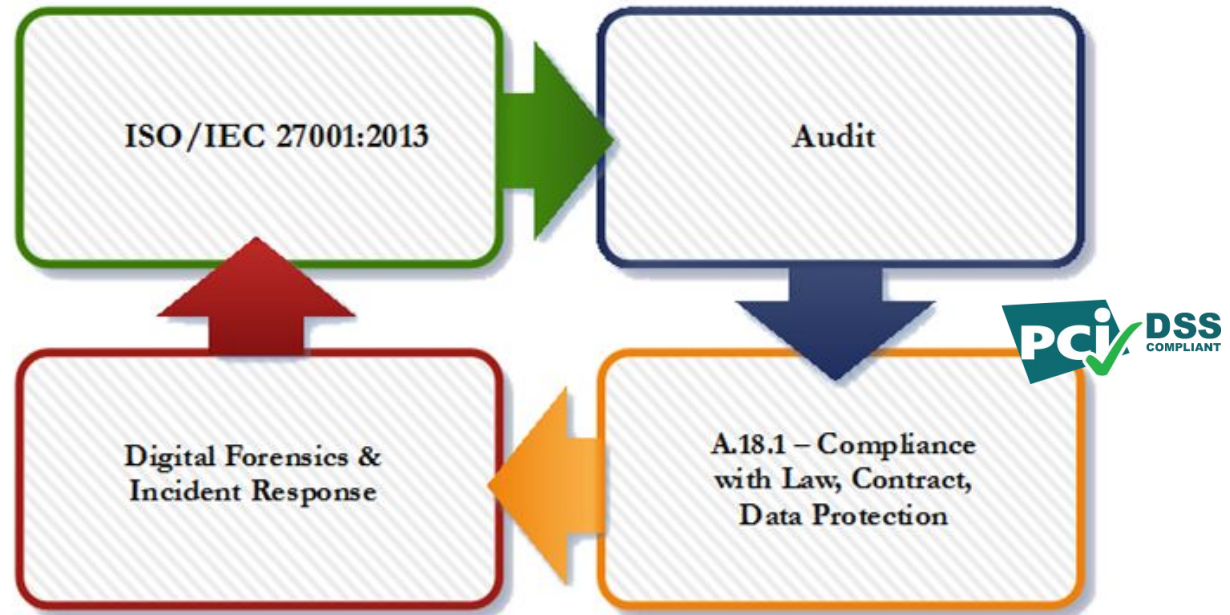 ISO/IEC 27001:2013
Audit
PCi DSS
COMPLIANT
Digital Forensics &
Incident Response
A.18.1 – Compliance
with Law, Contract,
Data Protection